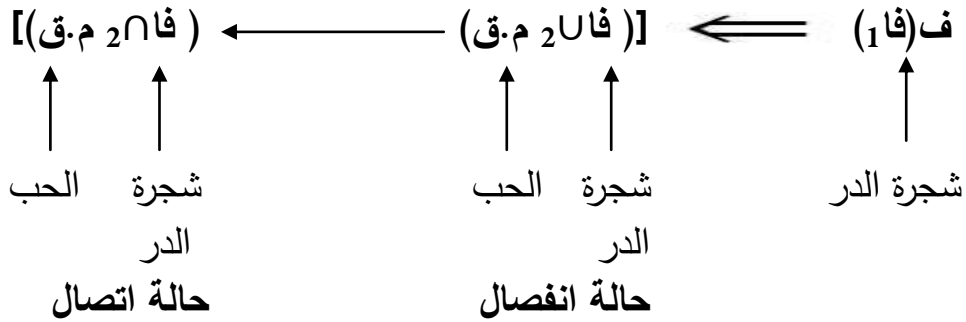 ف(فا1) ⟸ [( فا2∪ م.ق) ⟵ ( فا2∩ م.ق)]
شجرة الدر شجرة الحب شجرة الحب
الدر الدر
حالة انفصال حالة اتصال